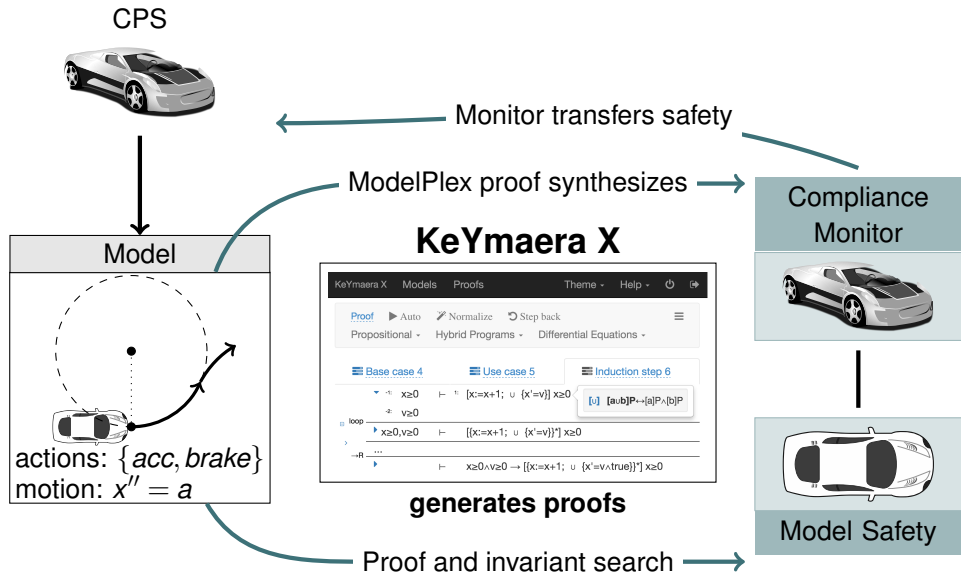 CPS
Monitor transfers safety
ModelPlex proof synthesizes
Compliance
Monitor
Model
actions: {acc, brake}
motion: x″ = a
KeYmaera X
KeYmaera X Models Proofs Theme Help
Proof Auto Normalize Step back
Propositional Hybrid Programs Differential Equations
Base case 4 Use case 5 Induction step 6
-1: x≥0 ⊢ 1: [x:=x+1; ∪ {x'=v}] x≥0
[∪] [a∪b]P↔[a]P∧[b]P
-2: v≥0
loop
x≥0,v≥0 ⊢ [{x:=x+1; ∪ {x'=v}}*] x≥0
...
→R
⊢ x≥0∧v≥0 → [{x:=x+1; ∪ {x'=v∧true}}*] x≥0
generates proofs
Model Safety
Proof and invariant search